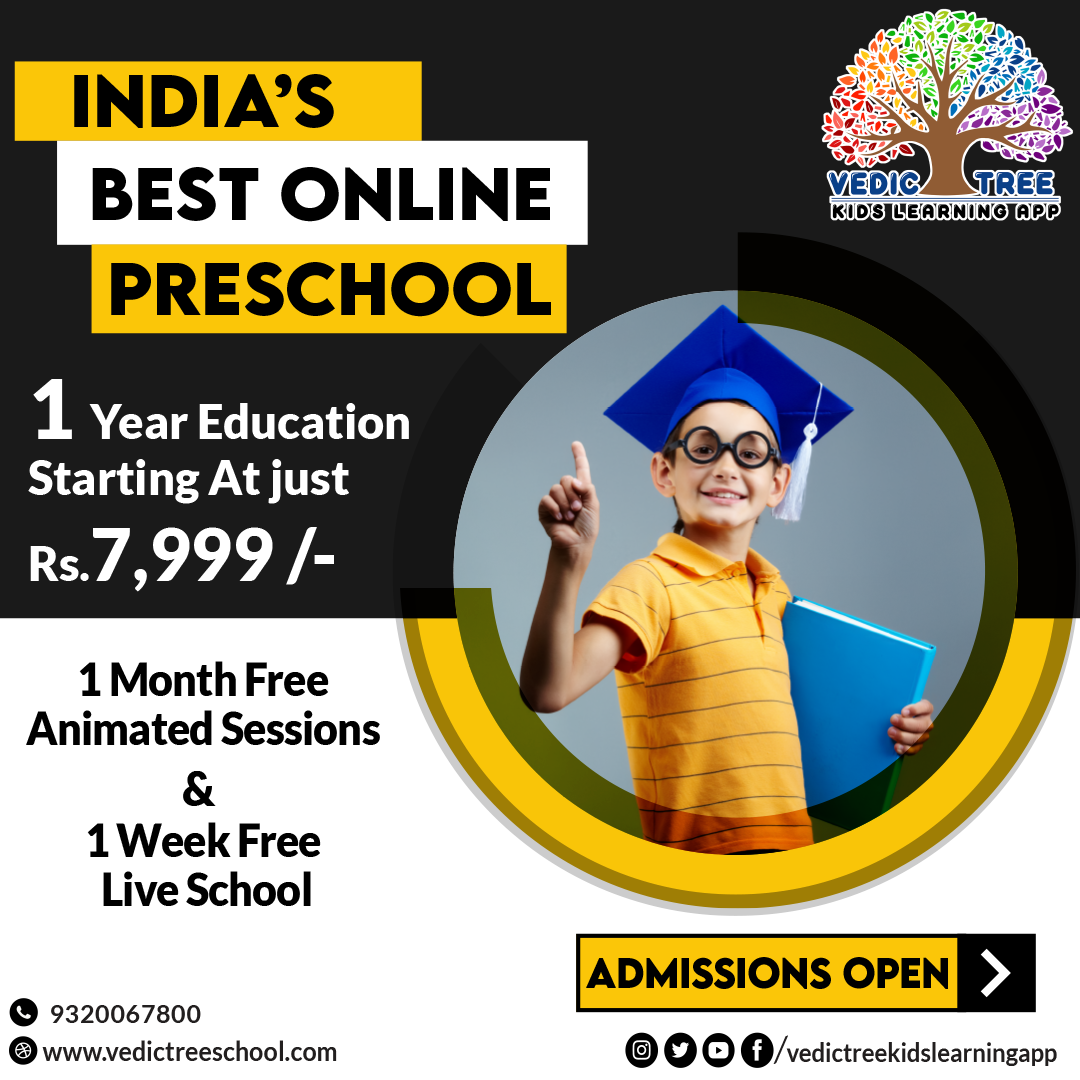 INDIA'S
BEST ONLINE
PRESCHOOL
VEDIC TREE
KIDS LEARNING APP
1 Year Education
Starting At just
Rs.7,999 /-
1 Month Free
Animated Sessions
&
1 Week Free
Live School
ADMISSIONS OPEN
9320067800
www.vedictreeschool.com
/vedictreekidslearningapp